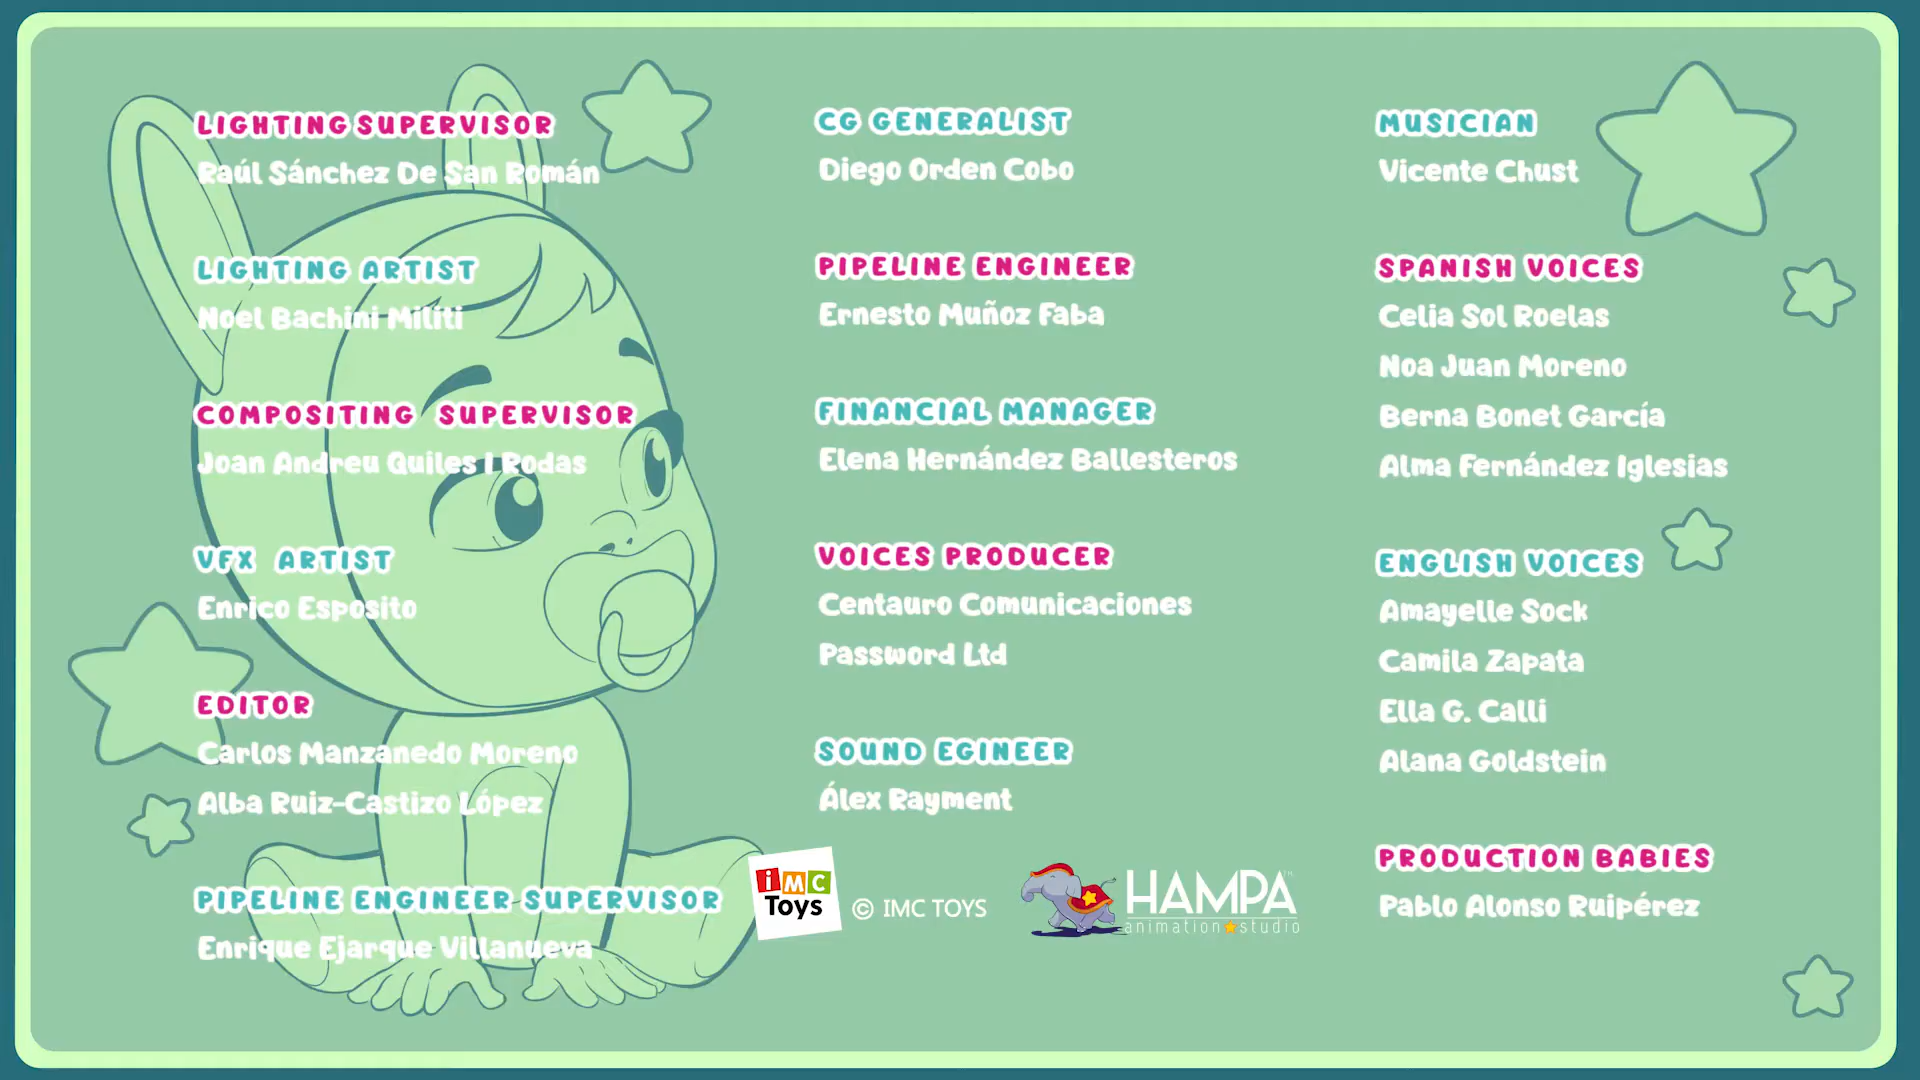 LIGHTING SUPERVISOR
Raúl Sánchez De San Román
LIGHTING ARTIST
Noel Bachini Militi
COMPOSITING SUPERVISOR
Joan Andreu Quiles I Rodas
VFX ARTIST
Enrico Esposito
EDITOR
Carlos Manzanedo Moreno
Alba Ruiz-Castizo López
PIPELINE ENGINEER SUPERVISOR
Enrique Ejarque Villanueva
CG GENERALIST
Diego Orden Cobo
PIPELINE ENGINEER
Ernesto Muñoz Faba
FINANCIAL MANAGER
Elena Hernández Ballesteros
VOICES PRODUCER
Centauro Comunicaciones
Password Ltd
SOUND EGINEER
Álex Rayment
iMC
Toys
© IMC TOYS
HAMPA™
animation studio
MUSICIAN
Vicente Chust
SPANISH VOICES
Celia Sol Roelas
Noa Juan Moreno
Berna Bonet García
Alma Fernández Iglesias
ENGLISH VOICES
Amayelle Sock
Camila Zapata
Ella G. Calli
Alana Goldstein
PRODUCTION BABIES
Pablo Alonso Ruipérez